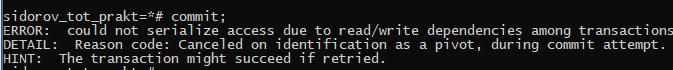 sidorov_tot_prakt=*# commit;
ERROR:  could not serialize access due to read/write dependencies among transactions
DETAIL:  Reason code: Canceled on identification as a pivot, during commit attempt.
HINT:  The transaction might succeed if retried.